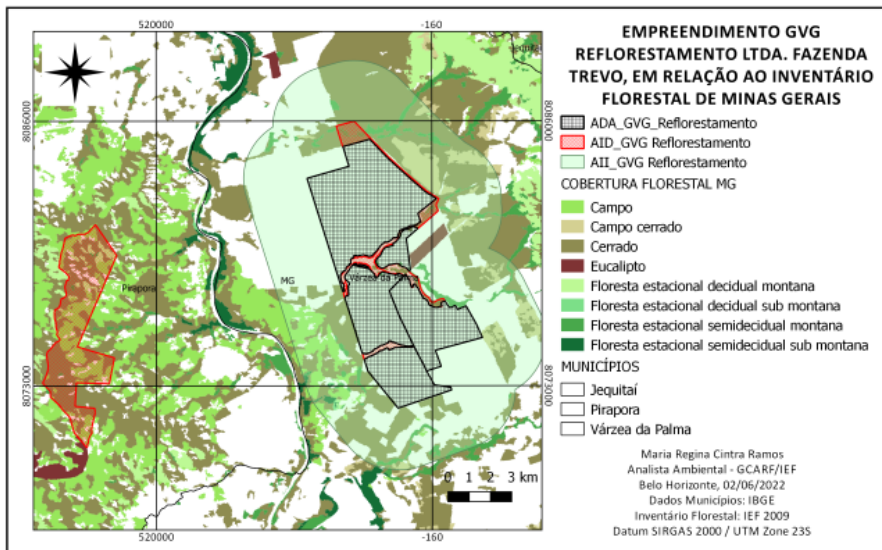 520000
-160
EMPREENDIMENTO GVG
REFLORESTAMENTO LTDA. FAZENDA
TREVO, EM RELAÇÃO AO INVENTÁRIO
FLORESTAL DE MINAS GERAIS
Jequitaí
8086000
8086000
ADA_GVG_Reflorestamento
AID_GVG Reflorestamento
AII_GVG Reflorestamento
COBERTURA FLORESTAL MG
Campo
Campo cerrado
Cerrado
Eucalipto
Floresta estacional decidual montana
Floresta estacional decidual sub montana
Floresta estacional semidecidual montana
Floresta estacional semidecidual sub montana
Pirapora
MG
Várzea da Palma
8073000
8073000
MUNICÍPIOS
Jequitaí
Pirapora
Várzea da Palma
0 1 2 3 km
Maria Regina Cintra Ramos
Analista Ambiental - GCARF/IEF
Belo Horizonte, 02/06/2022
Dados Municípios: IBGE
Inventário Florestal: IEF 2009
Datum SIRGAS 2000 / UTM Zone 23S
520000
-160